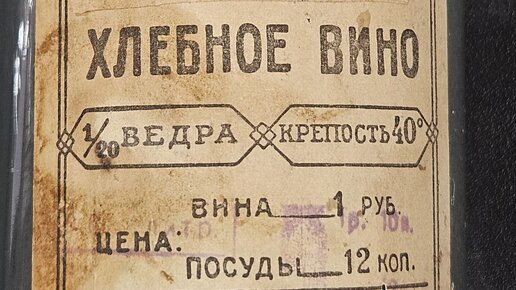 ХЛЕБНОЕ ВИНО
1/20 ВЕДРА КРЕПОСТЬ 40°
ВИНА 1 РУБ.
ЦЕНА:
ПОСУДЫ 12 КОП.